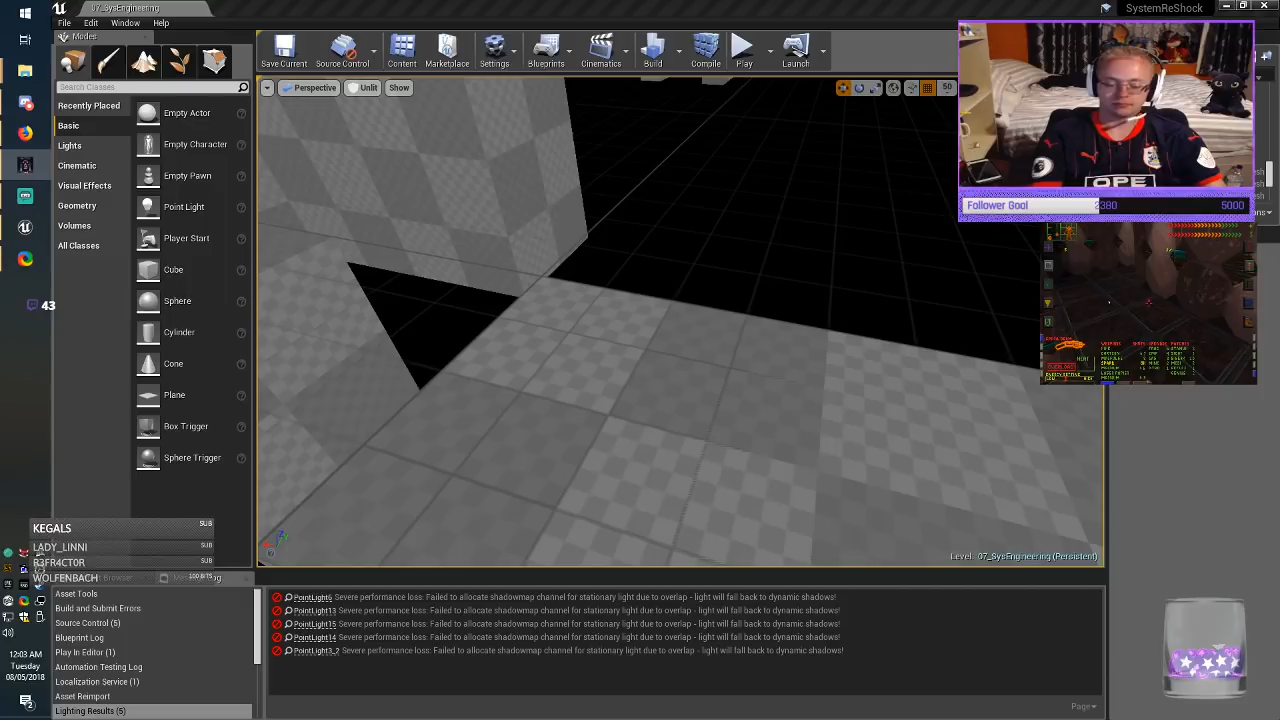 07_SysEngineering
SystemReShock
File Edit Window Help
Modes
Search Classes
Recently Placed
Basic
Lights
Cinematic
Visual Effects
Geometry
Volumes
All Classes
Empty Actor
Empty Character
Empty Pawn
Point Light
Player Start
Cube
Sphere
Cylinder
Cone
Plane
Box Trigger
Sphere Trigger
Save Current
Source Control
Content
Marketplace
Settings
Blueprints
Cinematics
Build
Compile
Play
Launch
Perspective
Unlit
Show
50
OPE
Follower Goal 2380 5000
43
Level: 07_SysEngineering (Persistent)
KEGALS SUB
LADY_LINNI SUB
R3FR4CT0R SUB
WOLFENBACH 100 BITS
Asset Tools
Build and Submit Errors
Source Control (5)
Blueprint Log
Play In Editor (1)
Automation Testing Log
Localization Service (1)
Asset Reimport
Lighting Results (5)
PointLight6 Severe performance loss: Failed to allocate shadowmap channel for stationary light due to overlap - light will fall back to dynamic shadows!
PointLight13 Severe performance loss: Failed to allocate shadowmap channel for stationary light due to overlap - light will fall back to dynamic shadows!
PointLight15 Severe performance loss: Failed to allocate shadowmap channel for stationary light due to overlap - light will fall back to dynamic shadows!
PointLight14 Severe performance loss: Failed to allocate shadowmap channel for stationary light due to overlap - light will fall back to dynamic shadows!
PointLight3_2 Severe performance loss: Failed to allocate shadowmap channel for stationary light due to overlap - light will fall back to dynamic shadows!
Page
12:03 AM
Tuesday
08/05/2018
2